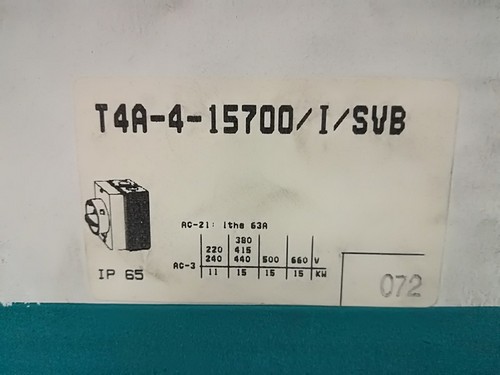 T4A-4-15700/I/SVB
AC-21: Ithe 63A
380
220 415
AC-3 240 440 500 660 V
11 15 15 15 KW
IP 65
072